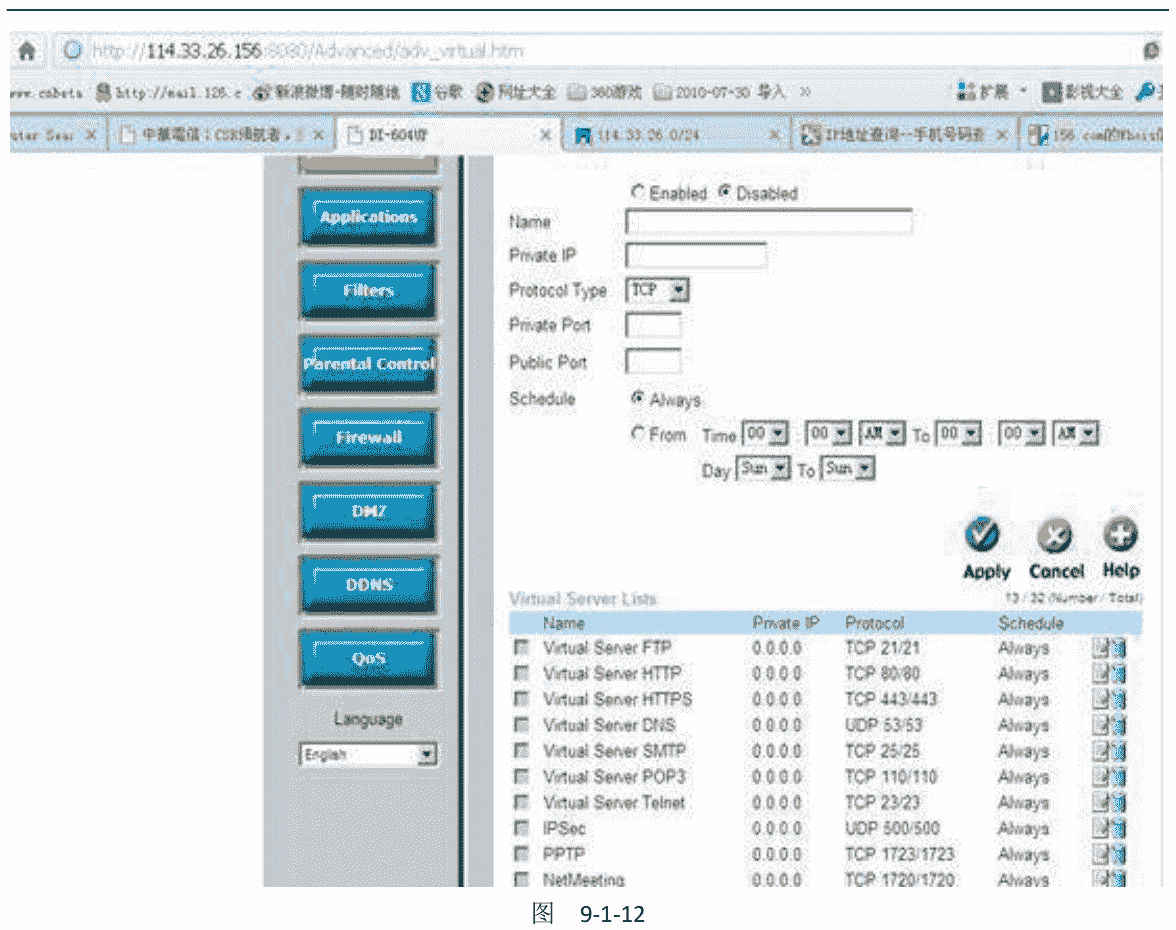 http://114.33.26.156:8080/Advanced/adv_virtual.htm
http://mail.126.c 新浪微博-随时随地 谷歌 网址大全 360游戏 2010-07-30 导入 » 扩展 影视大全
DI-604UP 114.33.26.0/24 IP地址查询--手机号码查
Applications
Filters
Parental Control
Firewall
DMZ
DDNS
QoS
Language
English
Enabled Disabled
Name
Private IP
Protocol Type TCP
Private Port
Public Port
Schedule Always
From Time 00 : 00 AM To 00 : 00 AM
Day Sun To Sun
Apply Cancel Help
Virtual Server Lists 13 / 32 (Number / Total)
Name Private IP Protocol Schedule
Virtual Server FTP 0.0.0.0 TCP 21/21 Always
Virtual Server HTTP 0.0.0.0 TCP 80/80 Always
Virtual Server HTTPS 0.0.0.0 TCP 443/443 Always
Virtual Server DNS 0.0.0.0 UDP 53/53 Always
Virtual Server SMTP 0.0.0.0 TCP 25/25 Always
Virtual Server POP3 0.0.0.0 TCP 110/110 Always
Virtual Server Telnet 0.0.0.0 TCP 23/23 Always
IPSec 0.0.0.0 UDP 500/500 Always
PPTP 0.0.0.0 TCP 1723/1723 Always
NetMeeting 0.0.0.0 TCP 1720/1720 Always
图 9-1-12